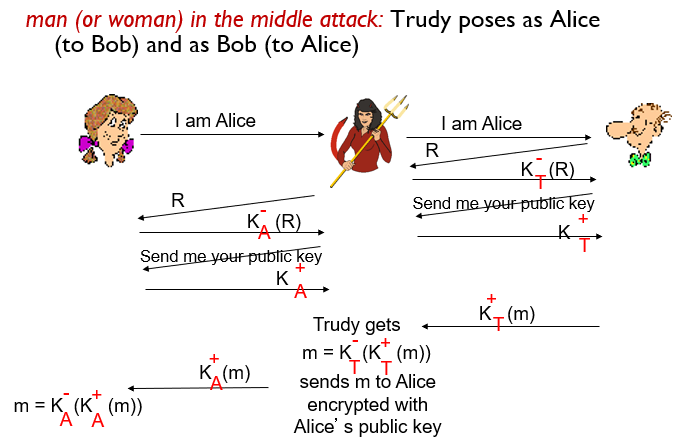 man (or woman) in the middle attack: Trudy poses as Alice
(to Bob) and as Bob (to Alice)
I am Alice
I am Alice
R
K_T^-(R)
Send me your public key
K_T^+
R
K_A^-(R)
Send me your public key
K_A^+
K_T^+(m)
Trudy gets
m = K_T^-(K_T^+(m))
sends m to Alice
encrypted with
Alice’s public key
K_A^+(m)
m = K_A^-(K_A^+(m))